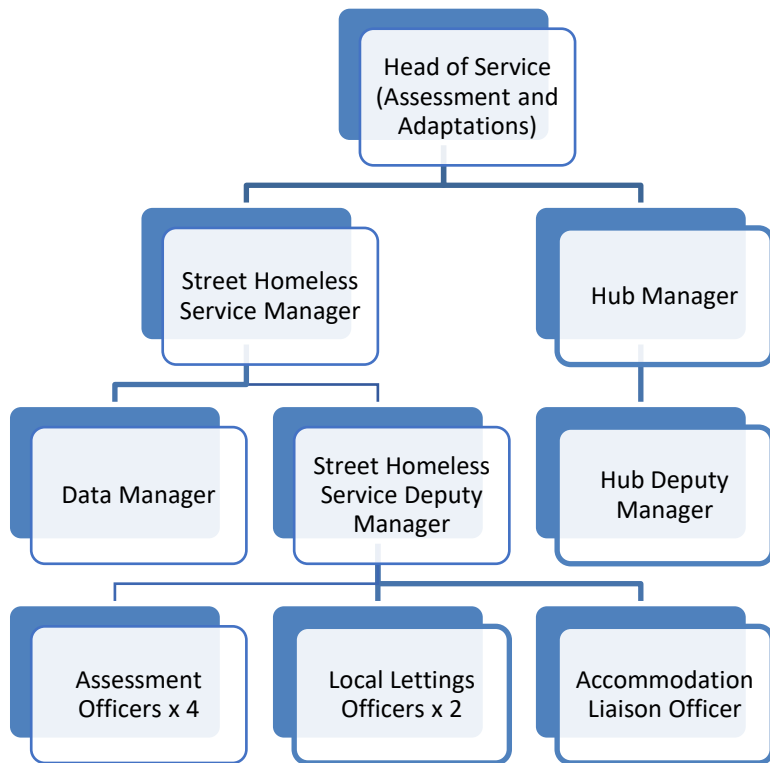 Head of Service
(Assessment and
Adaptations)
Street Homeless
Service Manager
Hub Manager
Data Manager
Street Homeless
Service Deputy
Manager
Hub Deputy
Manager
Assessment
Officers x 4
Local Lettings
Officers x 2
Accommodation
Liaison Officer